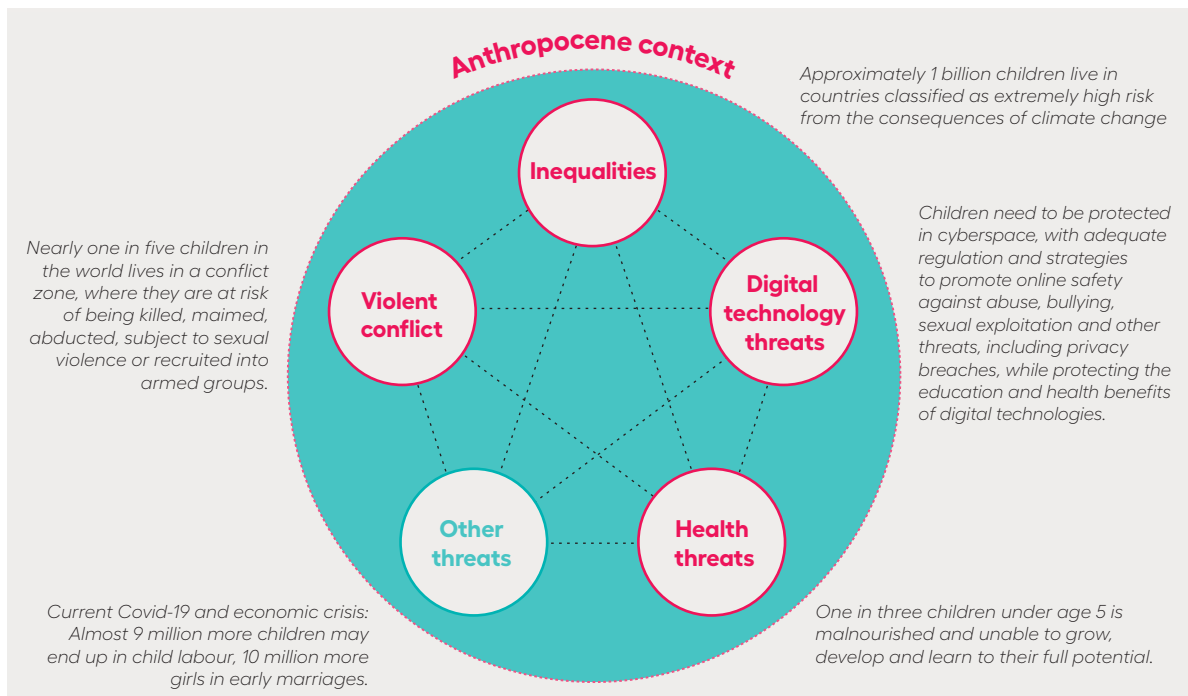 Anthropocene context
Approximately 1 billion children live in
countries classified as extremely high risk
from the consequences of climate change
Inequalities
Children need to be protected
in cyberspace, with adequate
regulation and strategies
to promote online safety
against abuse, bullying,
sexual exploitation and other
threats, including privacy
breaches, while protecting the
education and health benefits
of digital technologies.
Nearly one in five children in
the world lives in a conflict
zone, where they are at risk
of being killed, maimed,
abducted, subject to sexual
violence or recruited into
armed groups.
Violent
conflict
Digital
technology
threats
Other
threats
Health
threats
Current Covid-19 and economic crisis:
Almost 9 million more children may
end up in child labour, 10 million more
girls in early marriages.
One in three children under age 5 is
malnourished and unable to grow,
develop and learn to their full potential.